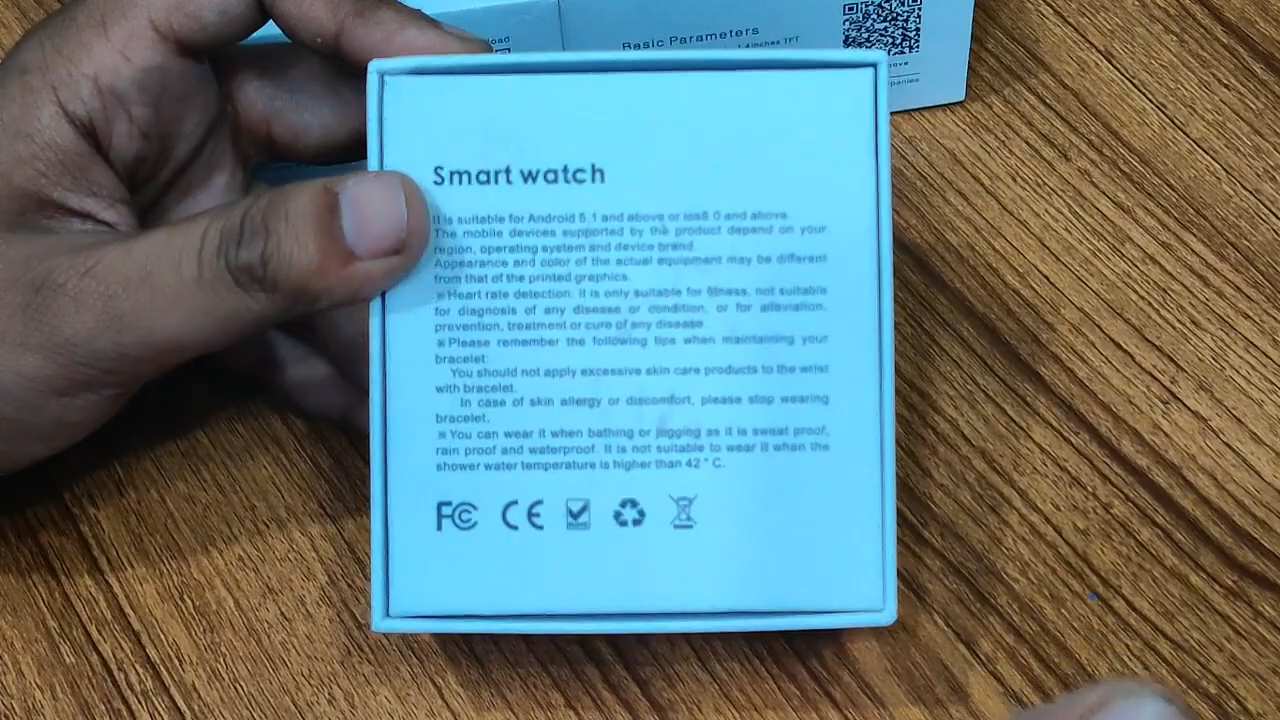 load
Basic Parameters
1.4inches TFT
ove
panies
Smart watch
It is suitable for Android 5.1 and above or ios8.0 and above.
The mobile devices supported by the product depend on your
region, operating system and device brand.
Appearance and color of the actual equipment may be different
from that of the printed graphics.
※Heart rate detection: It is only suitable for fitness, not suitable
for diagnosis of any disease or condition, or for alleviation,
prevention, treatment or cure of any disease.
※Please remember the following tips when maintaining your
bracelet:
You should not apply excessive skin care products to the wrist
with bracelet.
In case of skin allergy or discomfort, please stop wearing
bracelet.
※You can wear it when bathing or jogging as it is sweat proof,
rain proof and waterproof. It is not suitable to wear it when the
shower water temperature is higher than 42 ° C.
FC CE